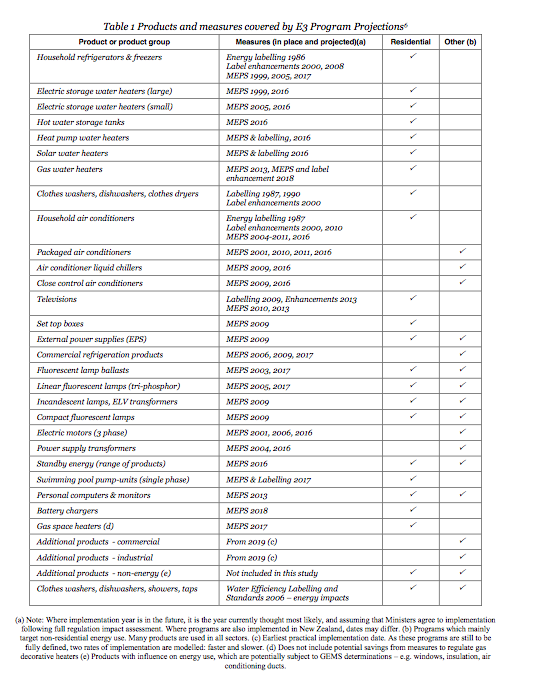 Table 1 Products and measures covered by E3 Program Projections⁶
Product or product group Measures (in place and projected)(a) Residential Other (b)
Household refrigerators & freezers Energy labelling 1986 ✓
Label enhancements 2000, 2008
MEPS 1999, 2005, 2017
Electric storage water heaters (large) MEPS 1999, 2016 ✓
Electric storage water heaters (small) MEPS 2005, 2016 ✓
Hot water storage tanks MEPS 2016 ✓
Heat pump water heaters MEPS & labelling, 2016 ✓
Solar water heaters MEPS & labelling 2016 ✓
Gas water heaters MEPS 2013, MEPS and label ✓
enhancement 2018
Clothes washers, dishwashers, clothes dryers Labelling 1987, 1990 ✓
Label enhancements 2000
Household air conditioners Energy labelling 1987 ✓
Label enhancements 2000, 2010
MEPS 2004-2011, 2016
Packaged air conditioners MEPS 2001, 2010, 2011, 2016 ✓
Air conditioner liquid chillers MEPS 2009, 2016 ✓
Close control air conditioners MEPS 2009, 2016 ✓
Televisions Labelling 2009, Enhancements 2013 ✓
MEPS 2010, 2013
Set top boxes MEPS 2009 ✓
External power supplies (EPS) MEPS 2009 ✓ ✓
Commercial refrigeration products MEPS 2006, 2009, 2017 ✓
Fluorescent lamp ballasts MEPS 2003, 2017 ✓ ✓
Linear fluorescent lamps (tri-phosphor) MEPS 2005, 2017 ✓ ✓
Incandescent lamps, ELV transformers MEPS 2009 ✓ ✓
Compact fluorescent lamps MEPS 2009 ✓ ✓
Electric motors (3 phase) MEPS 2001, 2006, 2016 ✓
Power supply transformers MEPS 2004, 2016 ✓
Standby energy (range of products) MEPS 2016 ✓ ✓
Swimming pool pump-units (single phase) MEPS & Labelling 2017 ✓
Personal computers & monitors MEPS 2013 ✓ ✓
Battery chargers MEPS 2018 ✓
Gas space heaters (d) MEPS 2017 ✓
Additional products - commercial From 2019 (c) ✓
Additional products - industrial From 2019 (c) ✓
Additional products - non-energy (e) Not included in this study ✓ ✓
Clothes washers, dishwashers, showers, taps Water Efficiency Labelling and ✓ ✓
Standards 2006 – energy impacts
(a) Note: Where implementation year is in the future, it is the year currently thought most likely, and assuming that Ministers agree to implementation
following full regulation impact assessment. Where programs are also implemented in New Zealand, dates may differ. (b) Programs which mainly
target non-residential energy use. Many products are used in all sectors. (c) Earliest practical implementation date. As these programs are still to be
fully defined, two rates of implementation are modelled: faster and slower. (d) Does not include potential savings from measures to regulate gas
decorative heaters (e) Products with influence on energy use, which are potentially subject to GEMS determinations – e.g. windows, insulation, air
conditioning ducts.